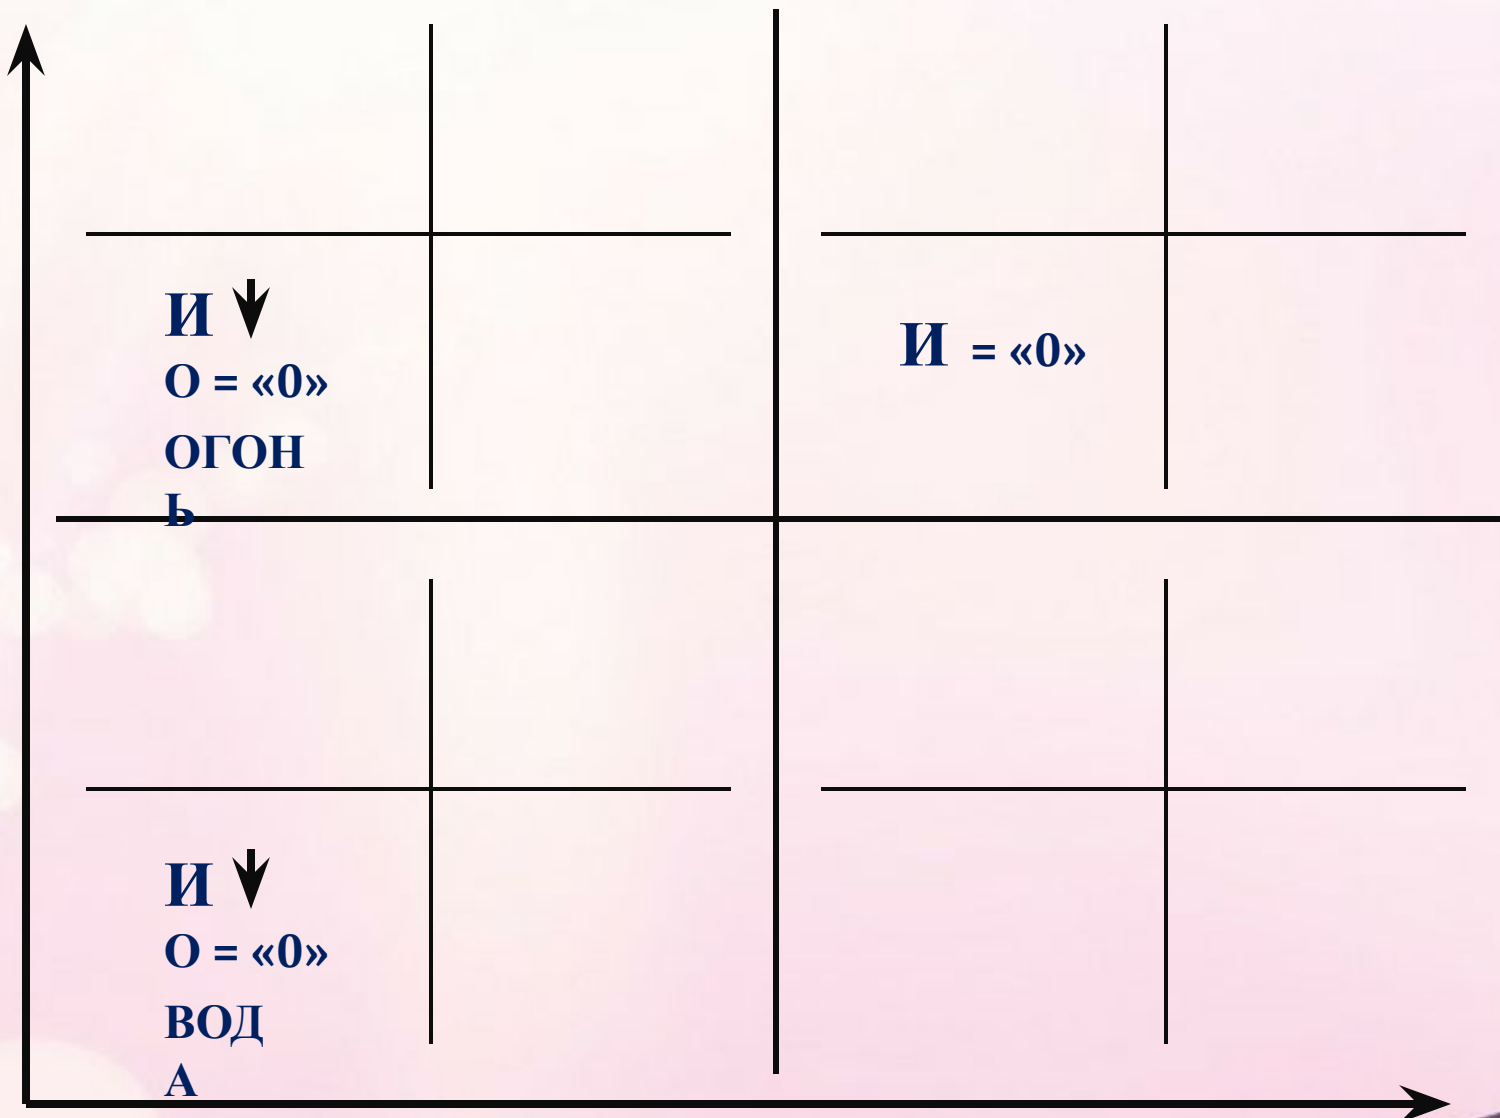 И
О = «0»
ОГОН
Ь
И = «0»
И
О = «0»
ВОД
А